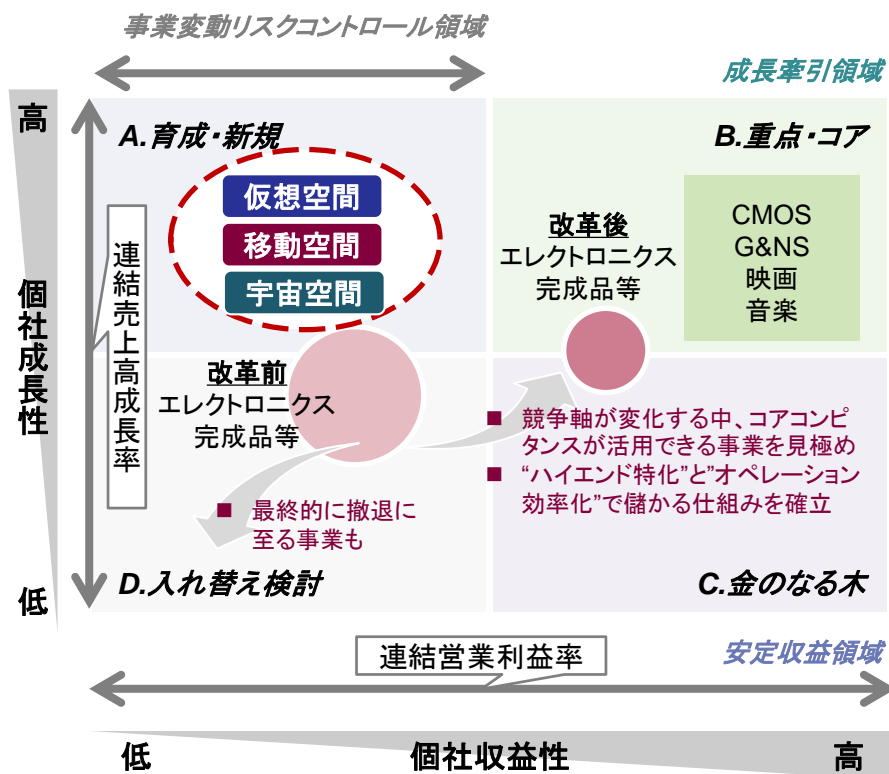 事業変動リスクコントロール領域
成長牽引領域
高
A.育成・新規
B.重点・コア
仮想空間
移動空間
宇宙空間
改革後
エレクトロニクス
完成品等
CMOS
G&NS
映画
音楽
個社成長性
連結売上高成長率
改革前
エレクトロニクス
完成品等
■ 競争軸が変化する中、コアコンピ
タンスが活用できる事業を見極め
■ “ハイエンド特化”と”オペレーション
効率化”で儲かる仕組みを確立
■ 最終的に撤退に
至る事業も
低
D.入れ替え検討
C.金のなる木
連結営業利益率
安定収益領域
低
個社収益性
高